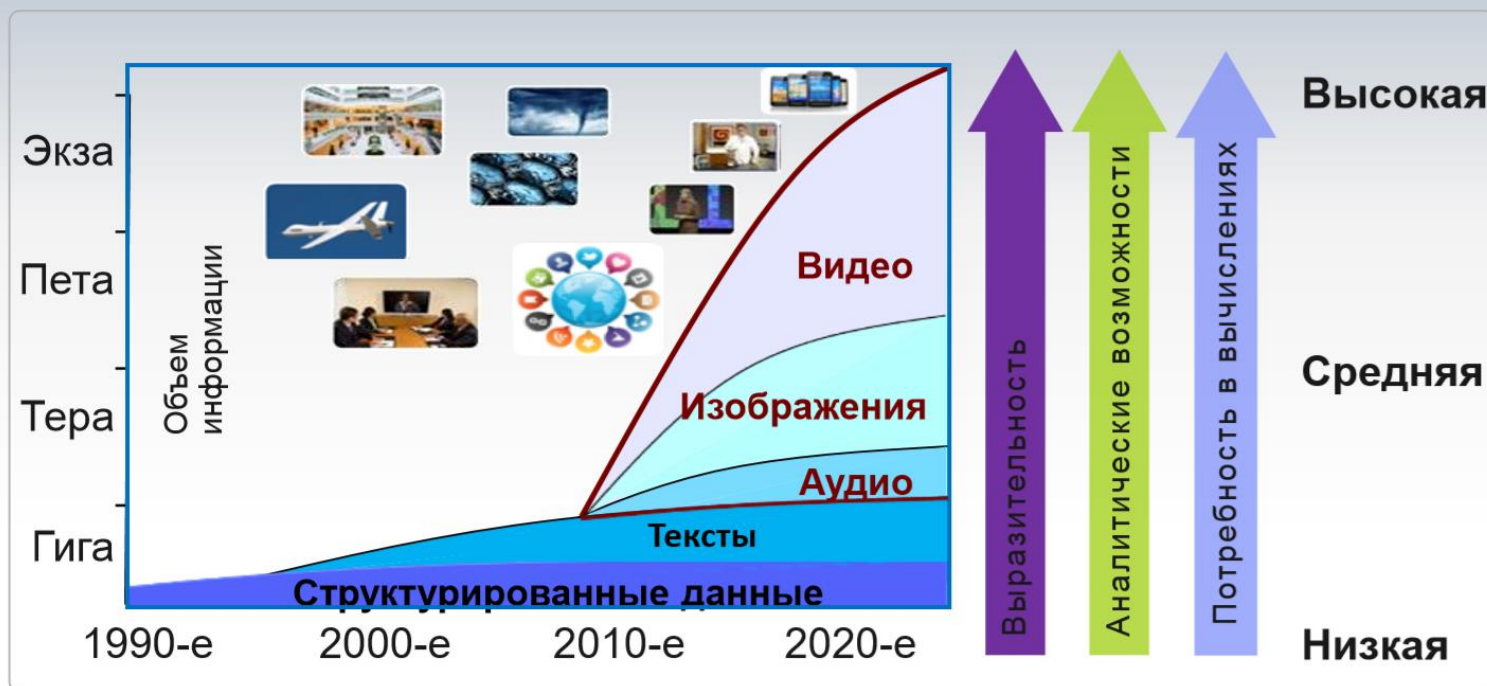 Экза
Пета
Тера
Гига
Объем
информации
Видео
Изображения
Аудио
Тексты
Структурированные данные
1990-е
2000-е
2010-е
2020-е
Выразительность
Аналитические возможности
Потребность в вычислениях
Высокая
Средняя
Низкая